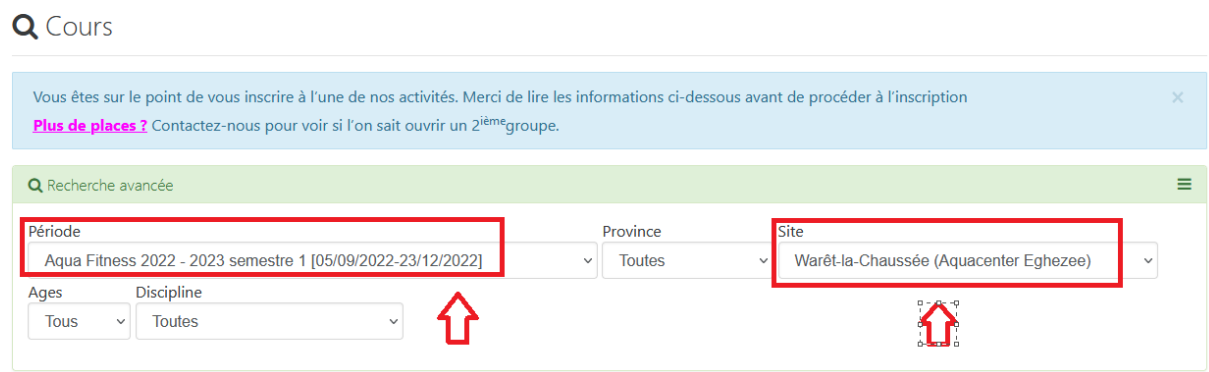 Cours
Vous êtes sur le point de vous inscrire à l'une de nos activités. Merci de lire les informations ci-dessous avant de procéder à l'inscription
×
Plus de places ? Contactez-nous pour voir si l'on sait ouvrir un 2ièmegroupe.
Recherche avancée
Période
Province
Site
Aqua Fitness 2022 - 2023 semestre 1 [05/09/2022-23/12/2022]
Toutes
Warêt-la-Chaussée (Aquacenter Eghezee)
Ages
Discipline
Tous
Toutes